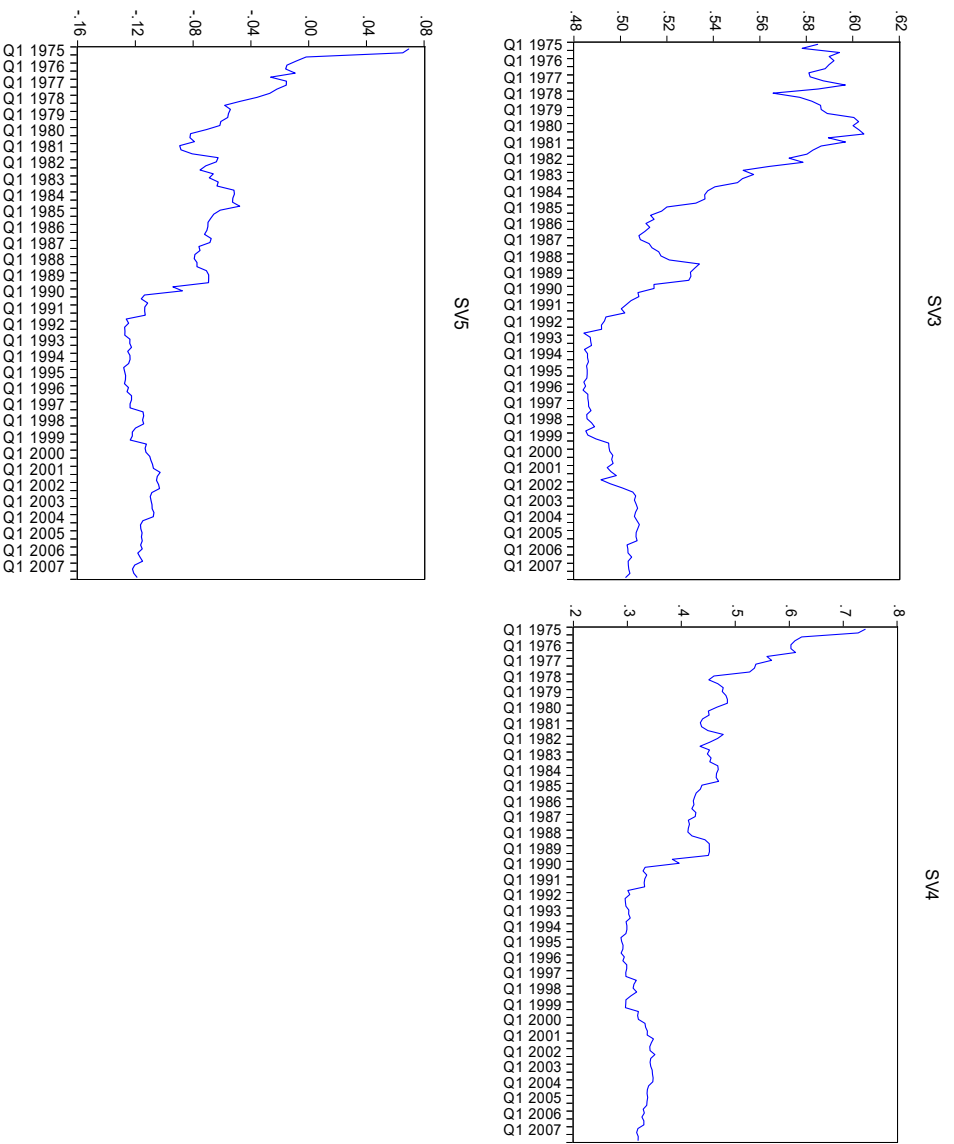 SV3
.62
.60
.58
.56
.54
.52
.50
.48
Q1 1975
Q1 1976
Q1 1977
Q1 1978
Q1 1979
Q1 1980
Q1 1981
Q1 1982
Q1 1983
Q1 1984
Q1 1985
Q1 1986
Q1 1987
Q1 1988
Q1 1989
Q1 1990
Q1 1991
Q1 1992
Q1 1993
Q1 1994
Q1 1995
Q1 1996
Q1 1997
Q1 1998
Q1 1999
Q1 2000
Q1 2001
Q1 2002
Q1 2003
Q1 2004
Q1 2005
Q1 2006
Q1 2007
SV4
.8
.7
.6
.5
.4
.3
.2
Q1 1975
Q1 1976
Q1 1977
Q1 1978
Q1 1979
Q1 1980
Q1 1981
Q1 1982
Q1 1983
Q1 1984
Q1 1985
Q1 1986
Q1 1987
Q1 1988
Q1 1989
Q1 1990
Q1 1991
Q1 1992
Q1 1993
Q1 1994
Q1 1995
Q1 1996
Q1 1997
Q1 1998
Q1 1999
Q1 2000
Q1 2001
Q1 2002
Q1 2003
Q1 2004
Q1 2005
Q1 2006
Q1 2007
SV5
.08
.04
.00
-.04
-.08
-.12
-.16
Q1 1975
Q1 1976
Q1 1977
Q1 1978
Q1 1979
Q1 1980
Q1 1981
Q1 1982
Q1 1983
Q1 1984
Q1 1985
Q1 1986
Q1 1987
Q1 1988
Q1 1989
Q1 1990
Q1 1991
Q1 1992
Q1 1993
Q1 1994
Q1 1995
Q1 1996
Q1 1997
Q1 1998
Q1 1999
Q1 2000
Q1 2001
Q1 2002
Q1 2003
Q1 2004
Q1 2005
Q1 2006
Q1 2007